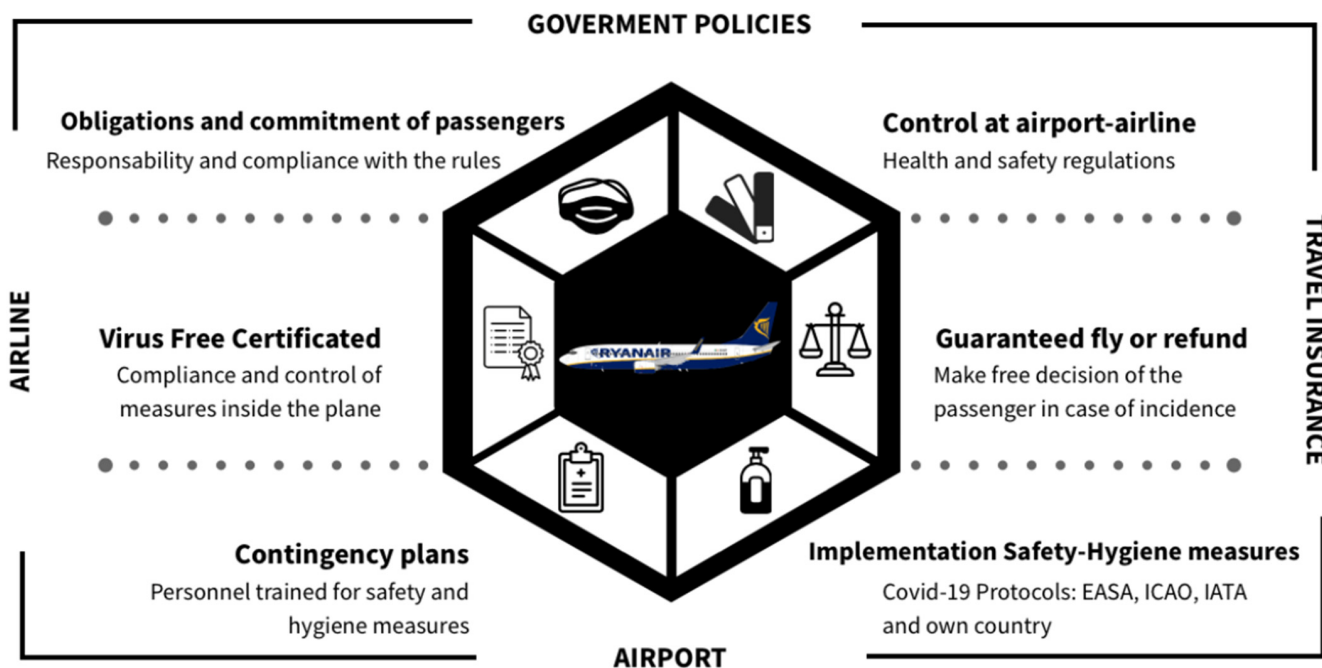 GOVERMENT POLICIES
Obligations and commitment of passengers
Responsability and compliance with the rules
Control at airport-airline
Health and safety regulations
AIRLINE
Virus Free Certificated
Compliance and control of
measures inside the plane
RYANAIR
Guaranteed fly or refund
Make free decision of the
passenger in case of incidence
TRAVEL INSURANCE
Contingency plans
Personnel trained for safety and
hygiene measures
Implementation Safety-Hygiene measures
Covid-19 Protocols: EASA, ICAO, IATA
and own country
AIRPORT